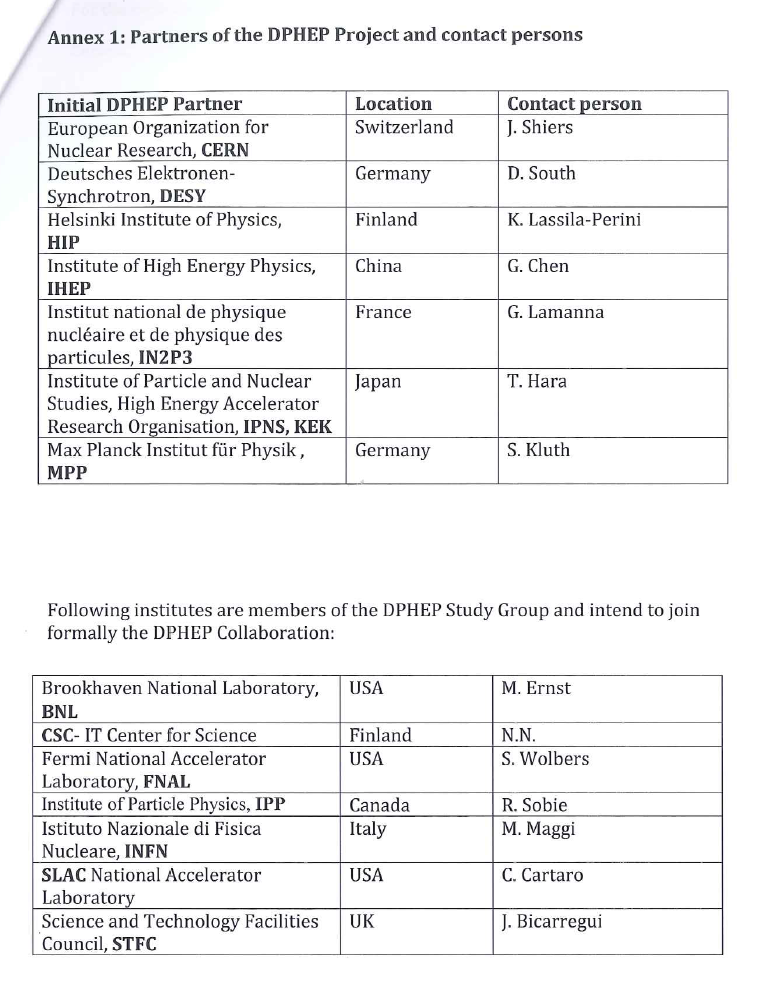 Annex 1: Partners of the DPHEP Project and contact persons
Initial DPHEP Partner Location Contact person
European Organization for Switzerland J. Shiers
Nuclear Research, CERN
Deutsches Elektronen- Germany D. South
Synchrotron, DESY
Helsinki Institute of Physics, Finland K. Lassila-Perini
HIP
Institute of High Energy Physics, China G. Chen
IHEP
Institut national de physique France G. Lamanna
nucléaire et de physique des
particules, IN2P3
Institute of Particle and Nuclear Japan T. Hara
Studies, High Energy Accelerator
Research Organisation, IPNS, KEK
Max Planck Institut für Physik , Germany S. Kluth
MPP
Following institutes are members of the DPHEP Study Group and intend to join
formally the DPHEP Collaboration:
Brookhaven National Laboratory, USA M. Ernst
BNL
CSC- IT Center for Science Finland N.N.
Fermi National Accelerator USA S. Wolbers
Laboratory, FNAL
Institute of Particle Physics, IPP Canada R. Sobie
Istituto Nazionale di Fisica Italy M. Maggi
Nucleare, INFN
SLAC National Accelerator USA C. Cartaro
Laboratory
Science and Technology Facilities UK J. Bicarregui
Council, STFC